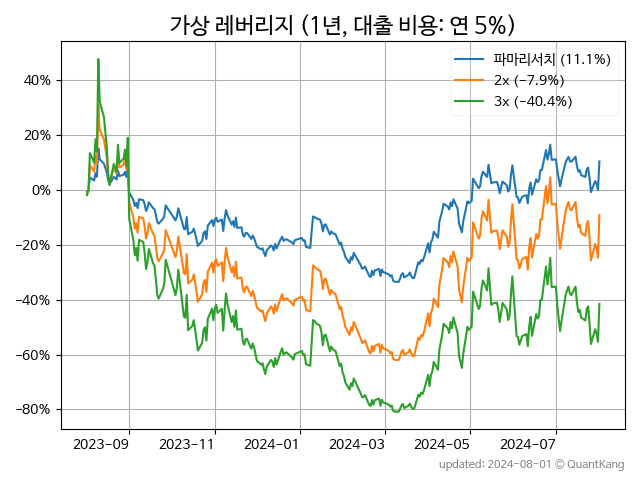 가상 레버리지 (1년, 대출 비용: 연 5%)
파마리서치 (11.1%)
2x (−7.9%)
3x (−40.4%)
40%
20%
0%
−20%
−40%
−60%
−80%
2023-09
2023-11
2024-01
2024-03
2024-05
2024-07
updated: 2024-08-01 © QuantKang